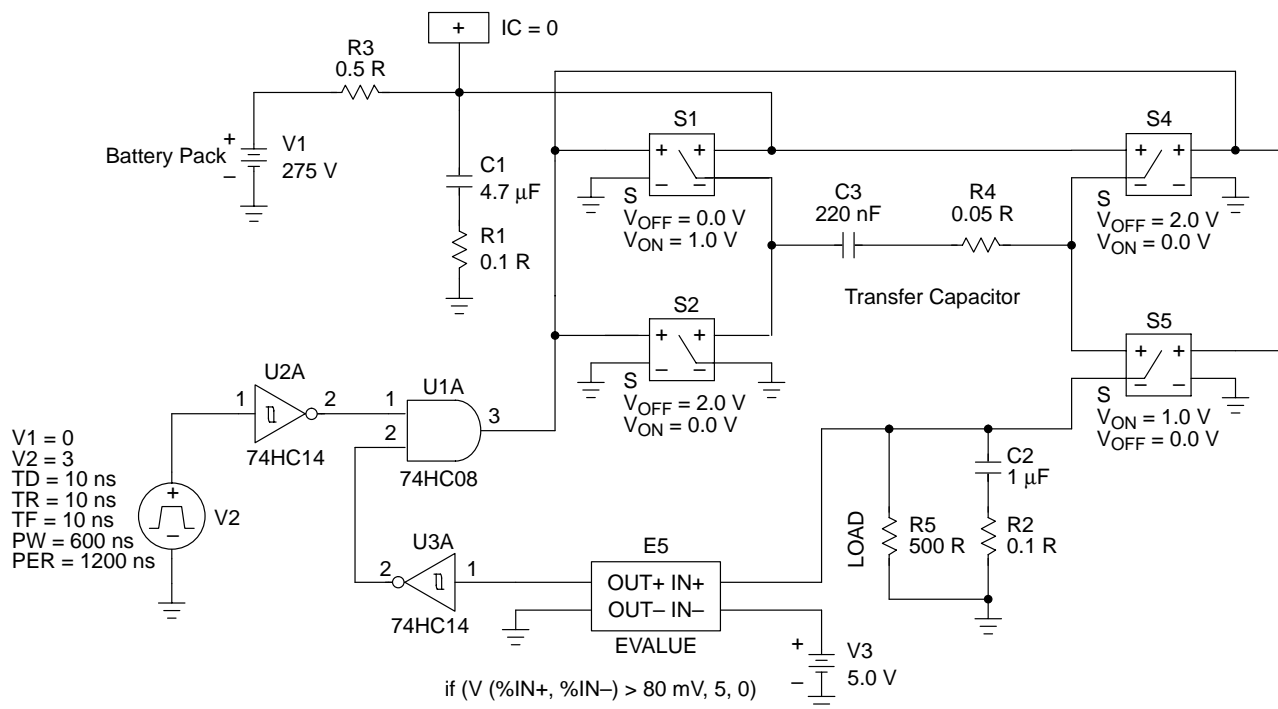 + IC = 0
R3
0.5 R
Battery Pack
+
–
V1
275 V
C1
4.7 μF
R1
0.1 R
S1
+ +
– –
S
VOFF = 0.0 V
VON = 1.0 V
S4
+ +
– –
S
VOFF = 2.0 V
VON = 0.0 V
C3
220 nF
R4
0.05 R
Transfer Capacitor
S2
+ +
– –
S
VOFF = 2.0 V
VON = 0.0 V
S5
+ +
– –
S
VON = 1.0 V
VOFF = 0.0 V
U2A
1 2
74HC14
U1A
1
2
3
74HC08
V1 = 0
V2 = 3
TD = 10 ns
TR = 10 ns
TF = 10 ns
PW = 600 ns
PER = 1200 ns
+
–
V2
U3A
2 1
74HC14
E5
OUT+ IN+
OUT– IN–
EVALUE
LOAD
R5
500 R
C2
1 μF
R2
0.1 R
+
–
V3
5.0 V
if (V (%IN+, %IN–) > 80 mV, 5, 0)